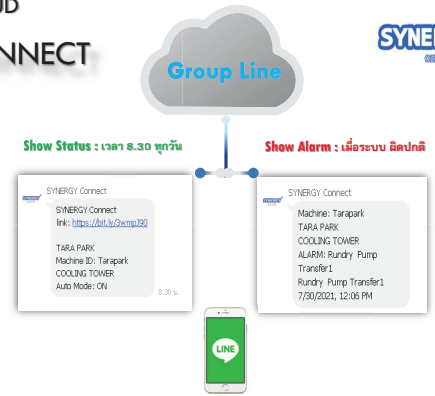 UD
NNECT
SYNER
Group Line
Show Status : เวลา 8.30 ทุกวัน
Show Alarm : เมื่อระบบ ผิดปกติ
SYNERGY Connect
SYNERGY Connect
link: https://bit.ly/3wmpJ90
TARA PARK
Machine ID: Tarapark
COOLING TOWER
Auto Mode: ON
8.30 น.
SYNERGY Connect
Machine: Tarapark
TARA PARK
COOLING TOWER
ALARM: Rundry Pump
Transfer1
Rundry Pump Transfer1
7/30/2021, 12:06 PM
LINE